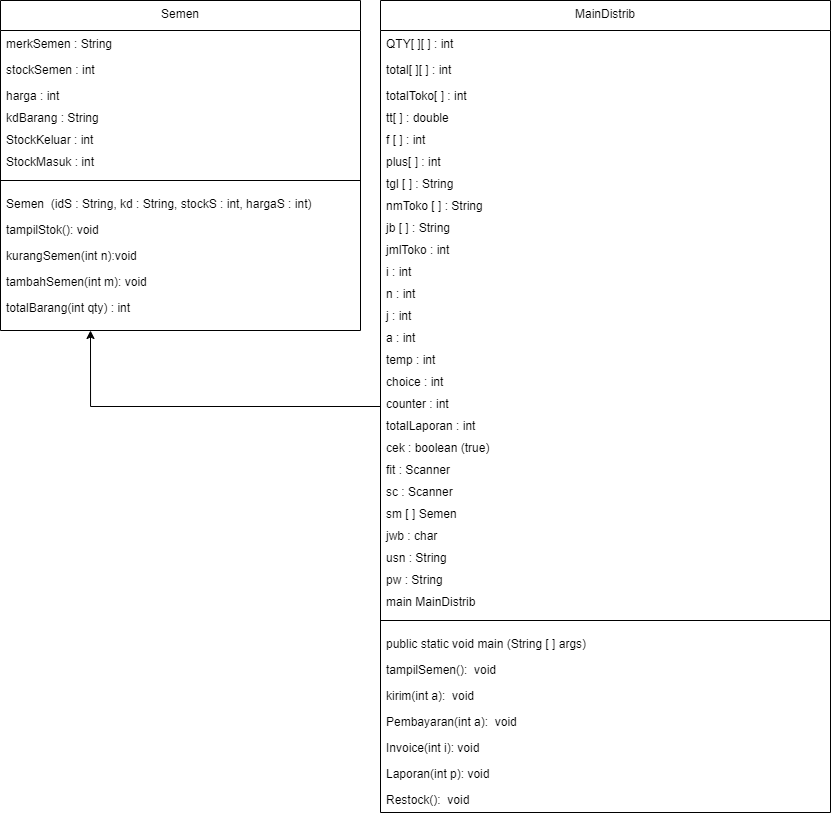 Semen
merkSemen : String
stockSemen : int
harga : int
kdBarang : String
StockKeluar : int
StockMasuk : int
Semen  (idS : String, kd : String, stockS : int, hargaS : int)
tampilStok(): void
kurangSemen(int n):void
tambahSemen(int m): void
totalBarang(int qty) : int
MainDistrib
QTY[ ][ ] : int
total[ ][ ] : int
totalToko[ ] : int
tt[ ] : double
f [ ] : int
plus[ ] : int
tgl [ ] : String
nmToko [ ] : String
jb [ ] : String
jmlToko : int
i : int
n : int
j : int
a : int
temp : int
choice : int
counter : int
totalLaporan : int
cek : boolean (true)
fit : Scanner
sc : Scanner
sm [ ] Semen
jwb : char
usn : String
pw : String
main MainDistrib
public static void main (String [ ] args)
tampilSemen():  void
kirim(int a):  void
Pembayaran(int a):  void
Invoice(int i): void
Laporan(int p): void
Restock():  void